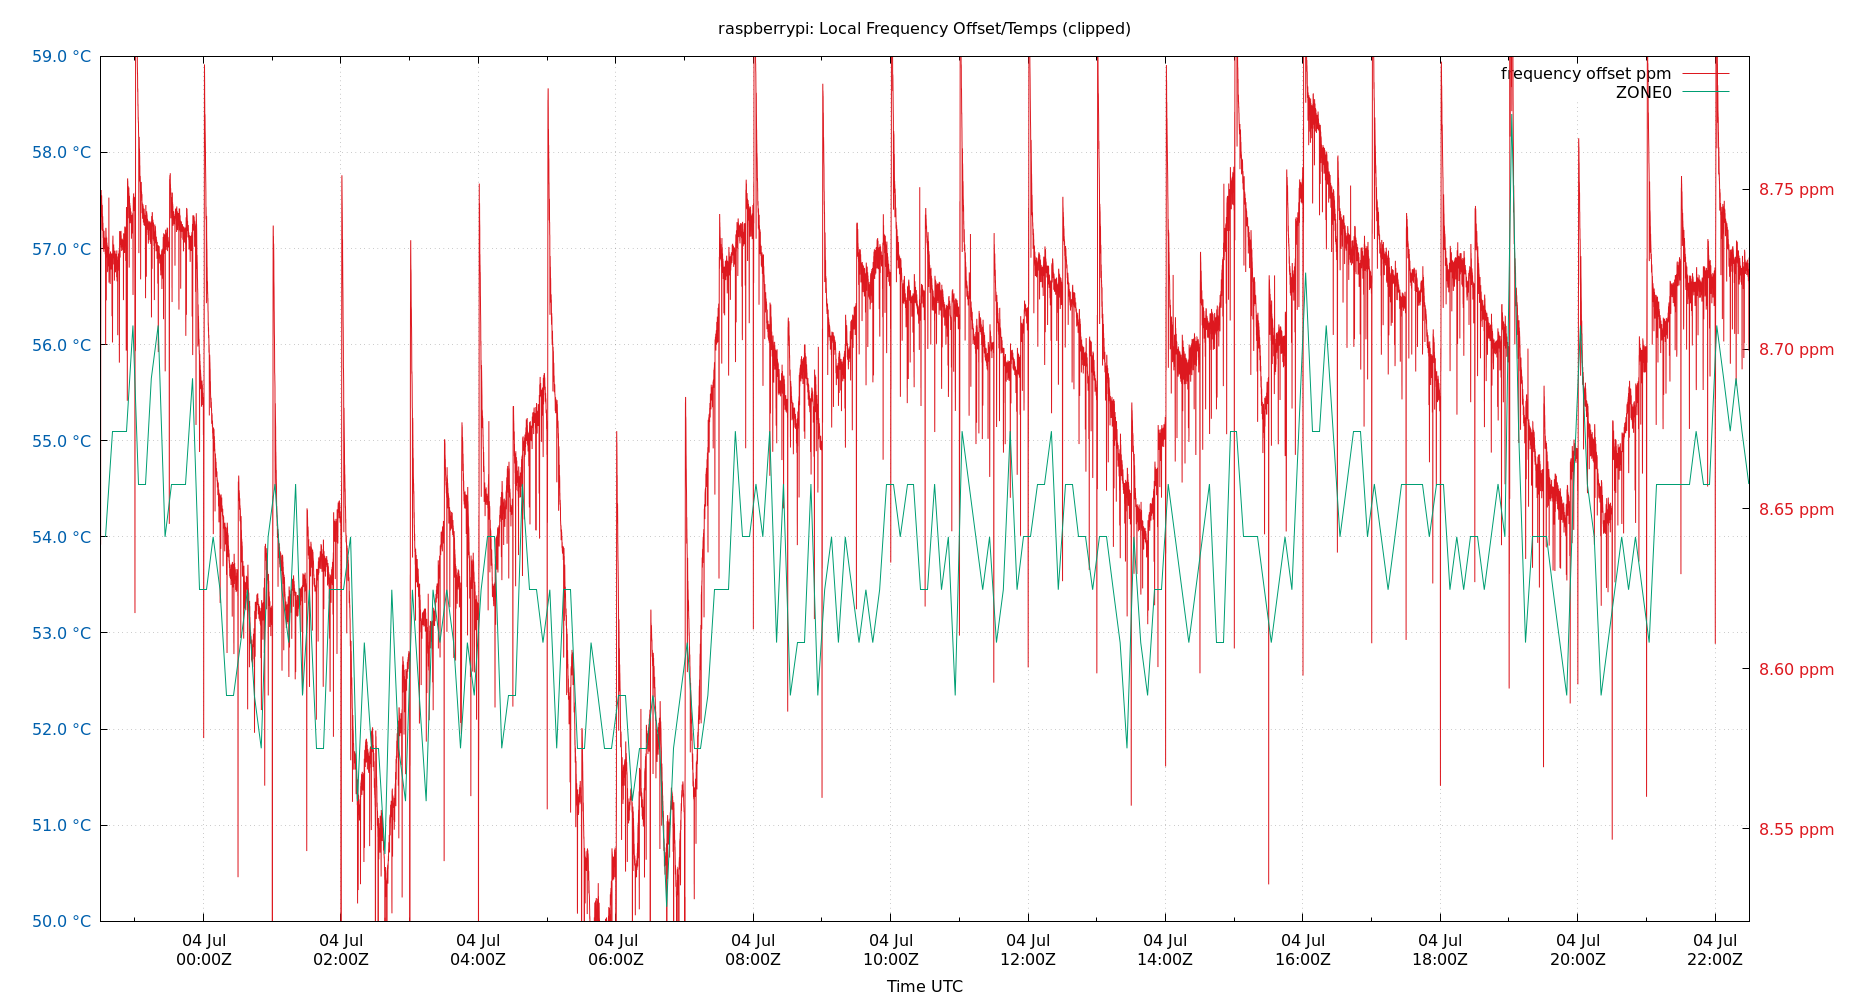 raspberrypi: Local Frequency Offset/Temps (clipped)
59.0 °C
58.0 °C
57.0 °C
56.0 °C
55.0 °C
54.0 °C
53.0 °C
52.0 °C
51.0 °C
50.0 °C
frequency offset ppm
ZONE0
8.75 ppm
8.70 ppm
8.65 ppm
8.60 ppm
8.55 ppm
04 Jul
00:00Z
04 Jul
02:00Z
04 Jul
04:00Z
04 Jul
06:00Z
04 Jul
08:00Z
04 Jul
10:00Z
04 Jul
12:00Z
04 Jul
14:00Z
04 Jul
16:00Z
04 Jul
18:00Z
04 Jul
20:00Z
04 Jul
22:00Z
Time UTC